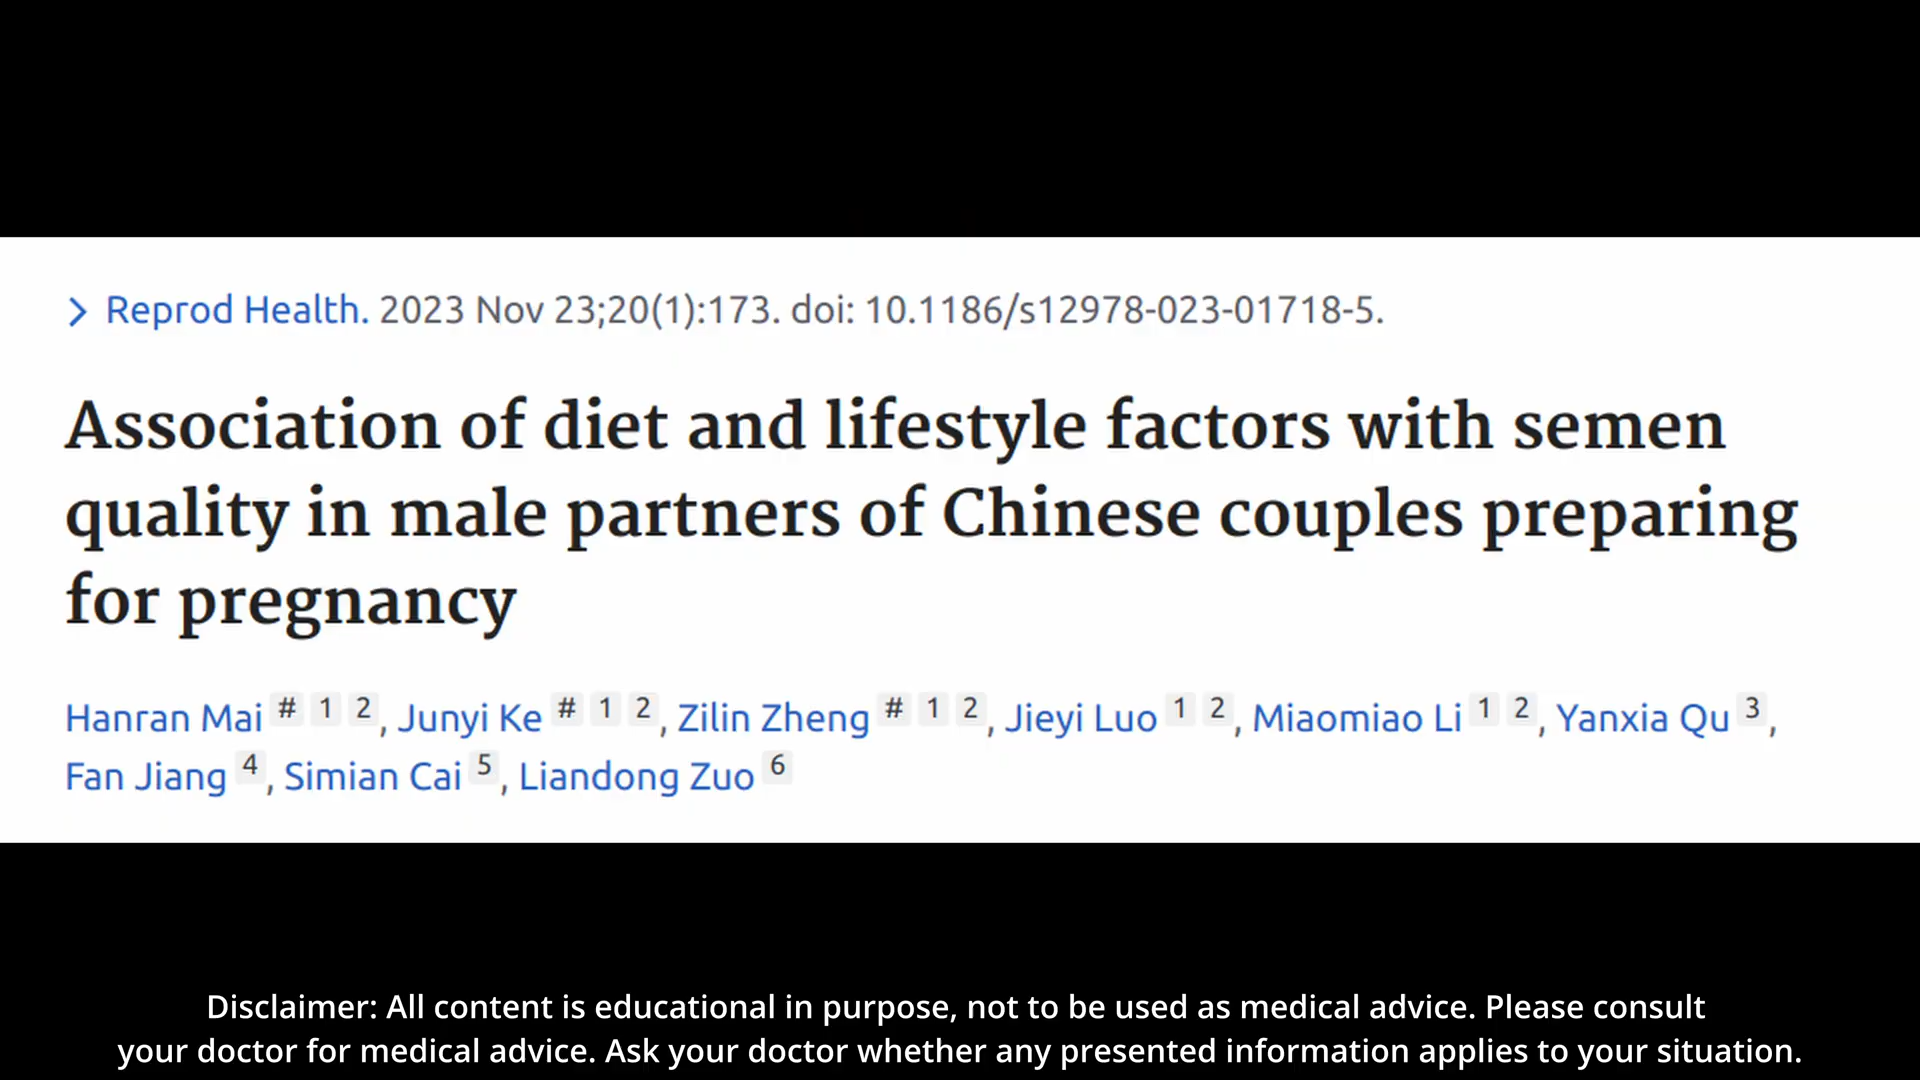 > Reprod Health. 2023 Nov 23;20(1):173. doi: 10.1186/s12978-023-01718-5.
Association of diet and lifestyle factors with semen
quality in male partners of Chinese couples preparing
for pregnancy
Hanran Mai # 1 2, Junyi Ke # 1 2, Zilin Zheng # 1 2, Jieyi Luo 1 2, Miaomiao Li 1 2, Yanxia Qu 3,
Fan Jiang 4, Simian Cai 5, Liandong Zuo 6
Disclaimer: All content is educational in purpose, not to be used as medical advice. Please consult
your doctor for medical advice. Ask your doctor whether any presented information applies to your situation.